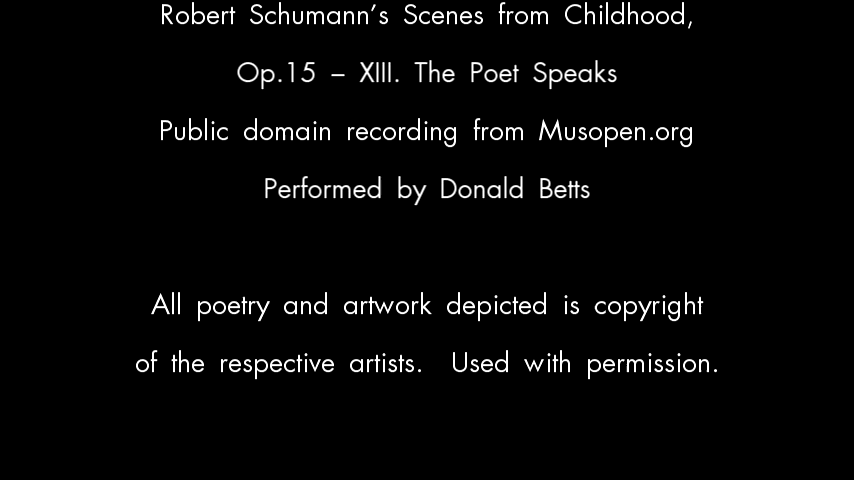 Robert Schumann's Scenes from Childhood,
Op.15 – XIII. The Poet Speaks
Public domain recording from Musopen.org
Performed by Donald Betts
All poetry and artwork depicted is copyright
of the respective artists. Used with permission.